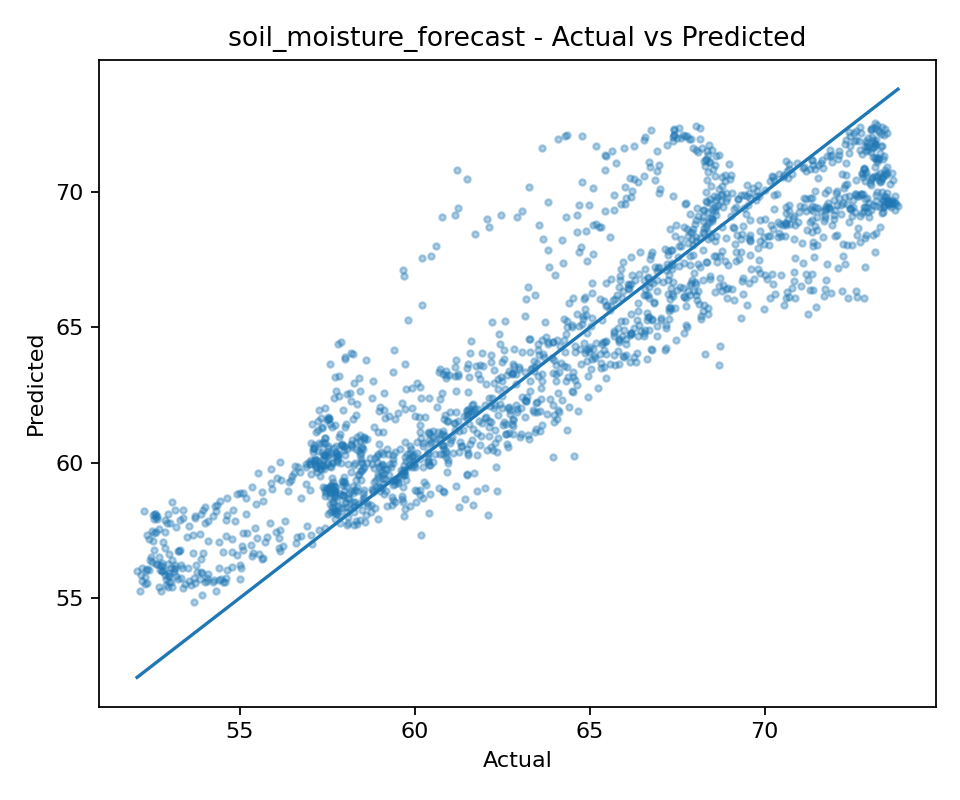 soil_moisture_forecast - Actual vs Predicted
70
65
60
55
Predicted
55 60 65 70
Actual